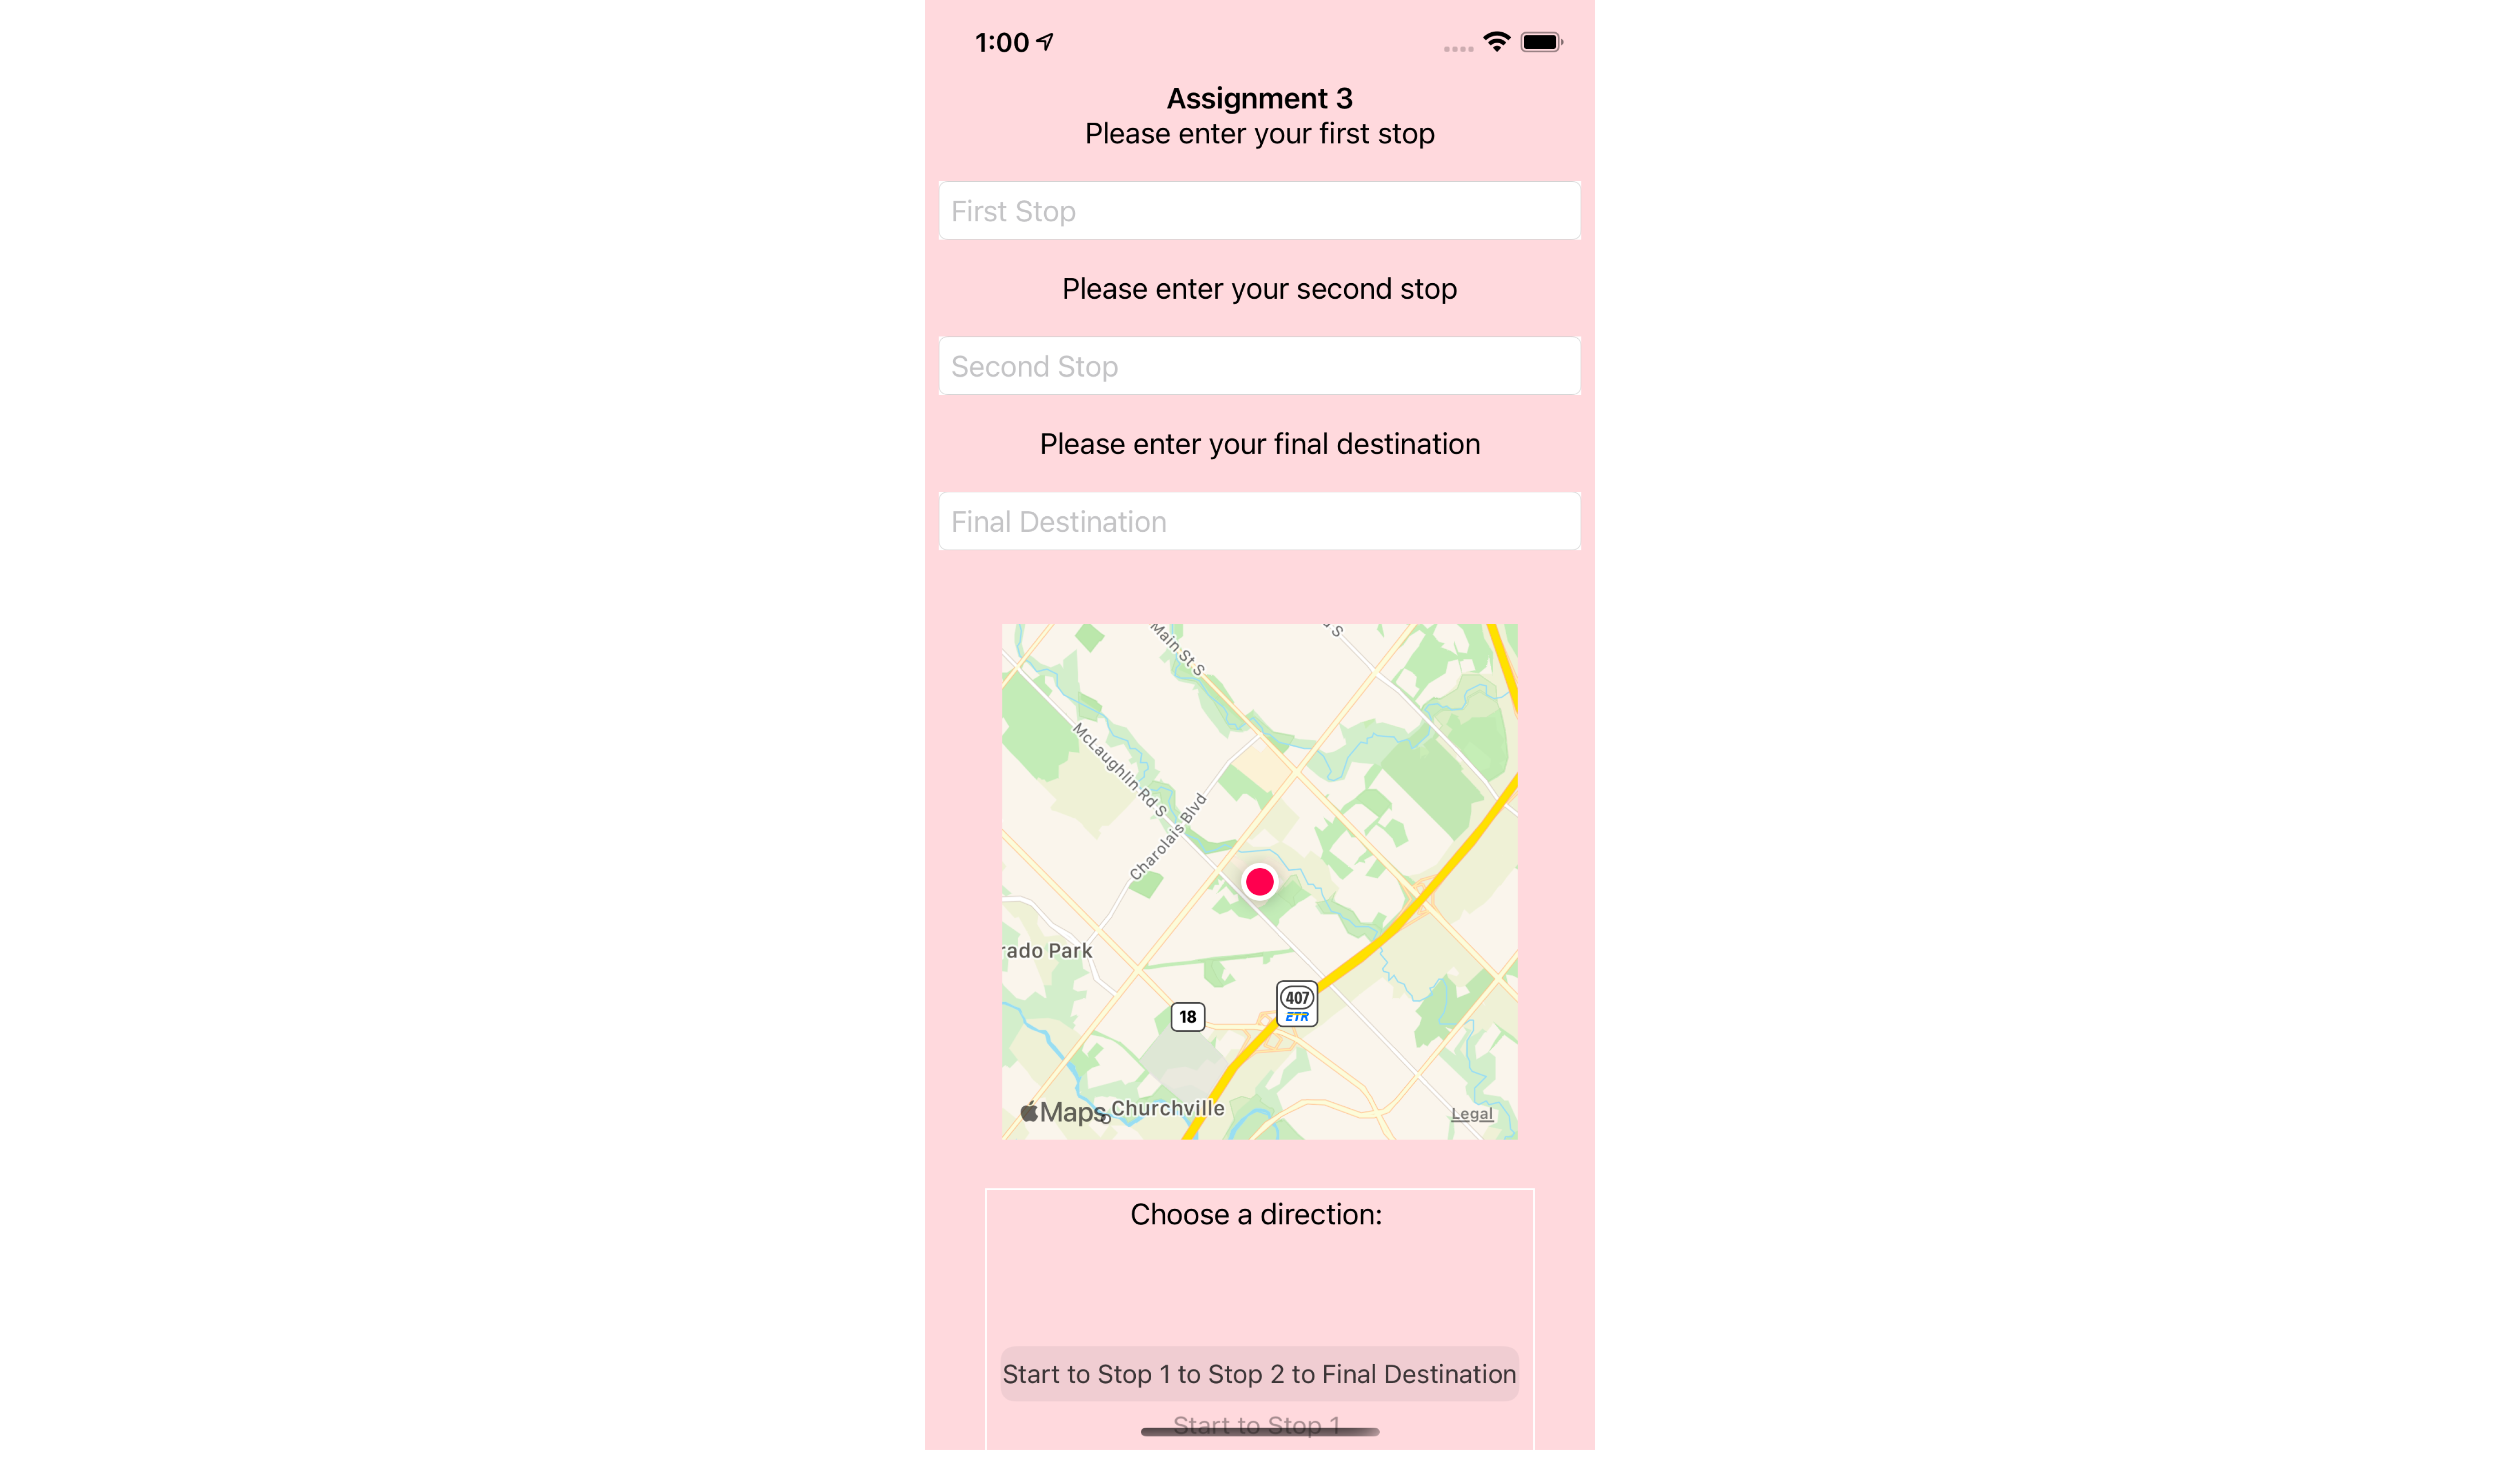 1:00
Assignment 3
Please enter your first stop
First Stop
Please enter your second stop
Second Stop
Please enter your final destination
Final Destination
Main St S
S
McLaughlin Rd S
Charolais Blvd
rado Park
407
ETR
18
Maps
Churchville
Legal
Choose a direction:
Start to Stop 1 to Stop 2 to Final Destination
Start to Stop 1